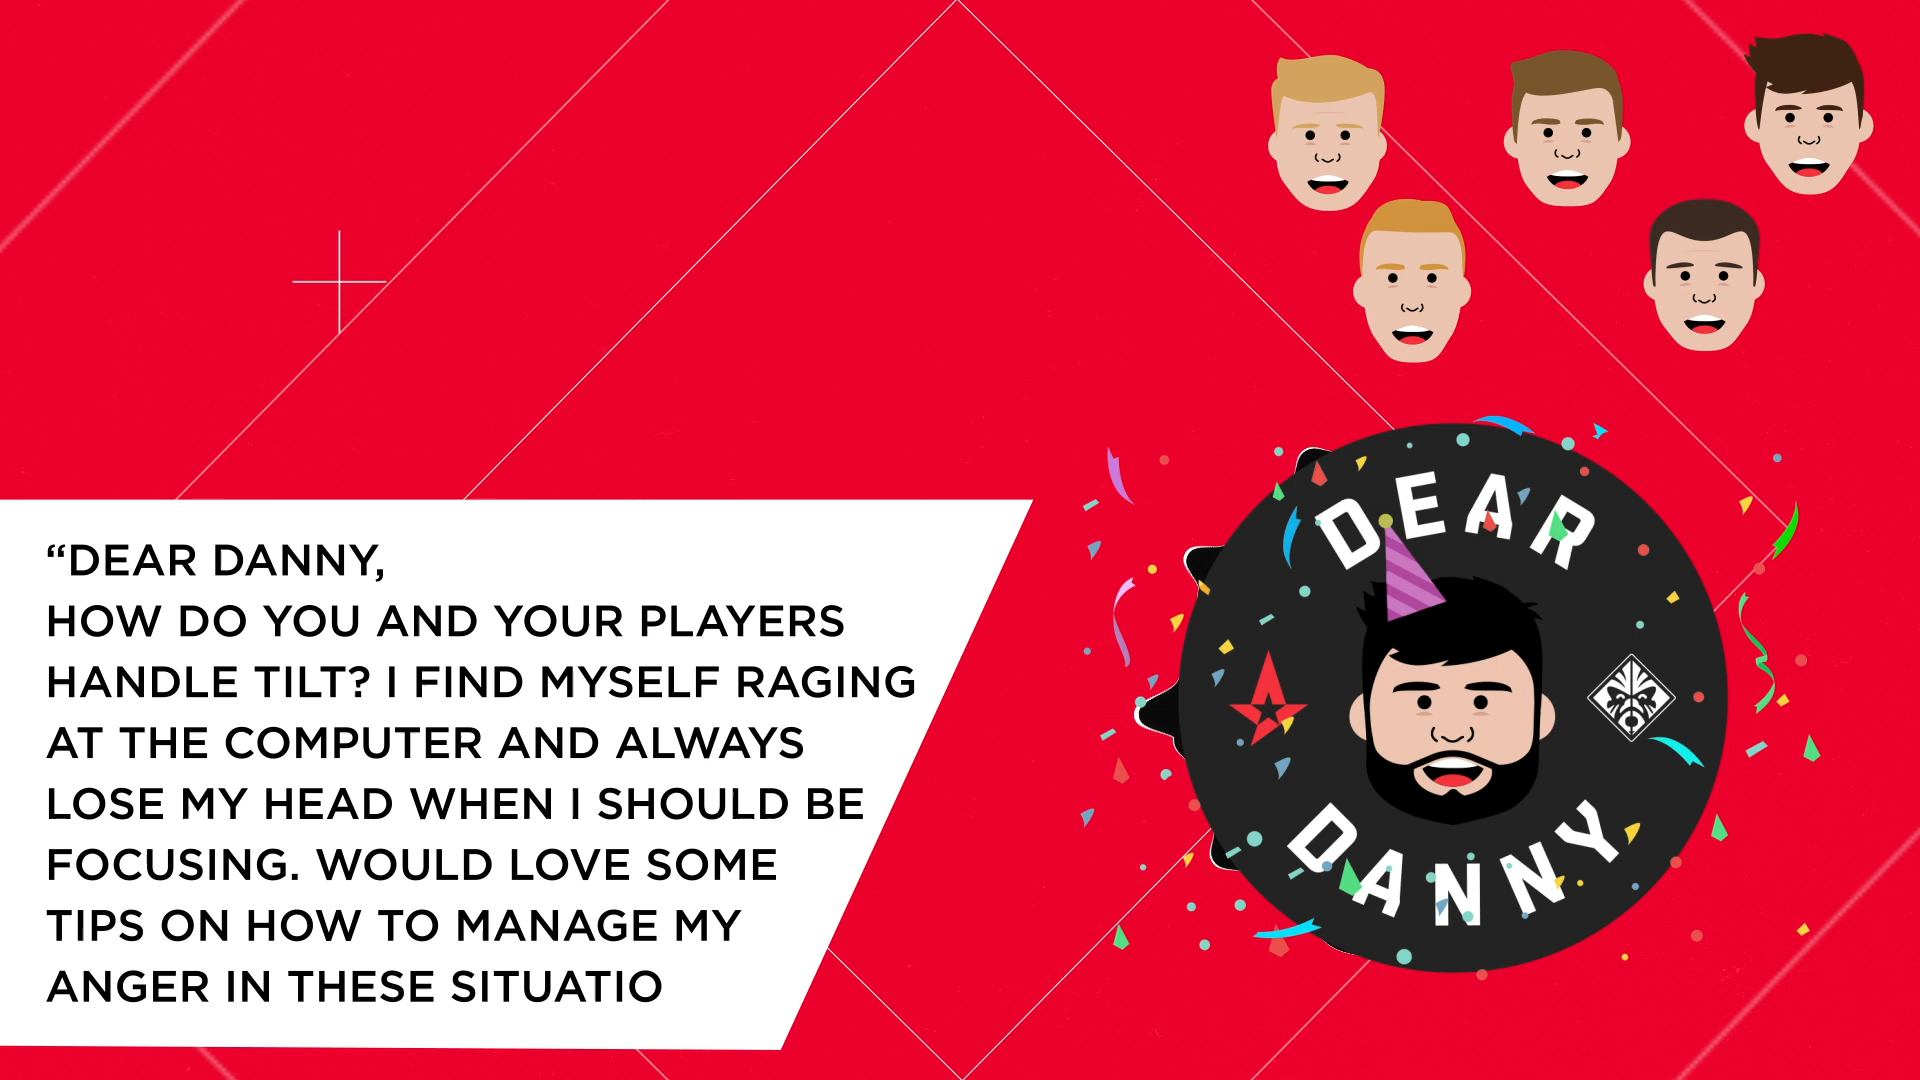 “DEAR DANNY,
HOW DO YOU AND YOUR PLAYERS
HANDLE TILT? I FIND MYSELF RAGING
AT THE COMPUTER AND ALWAYS
LOSE MY HEAD WHEN I SHOULD BE
FOCUSING. WOULD LOVE SOME
TIPS ON HOW TO MANAGE MY
ANGER IN THESE SITUATIO
DEAR
DANNY